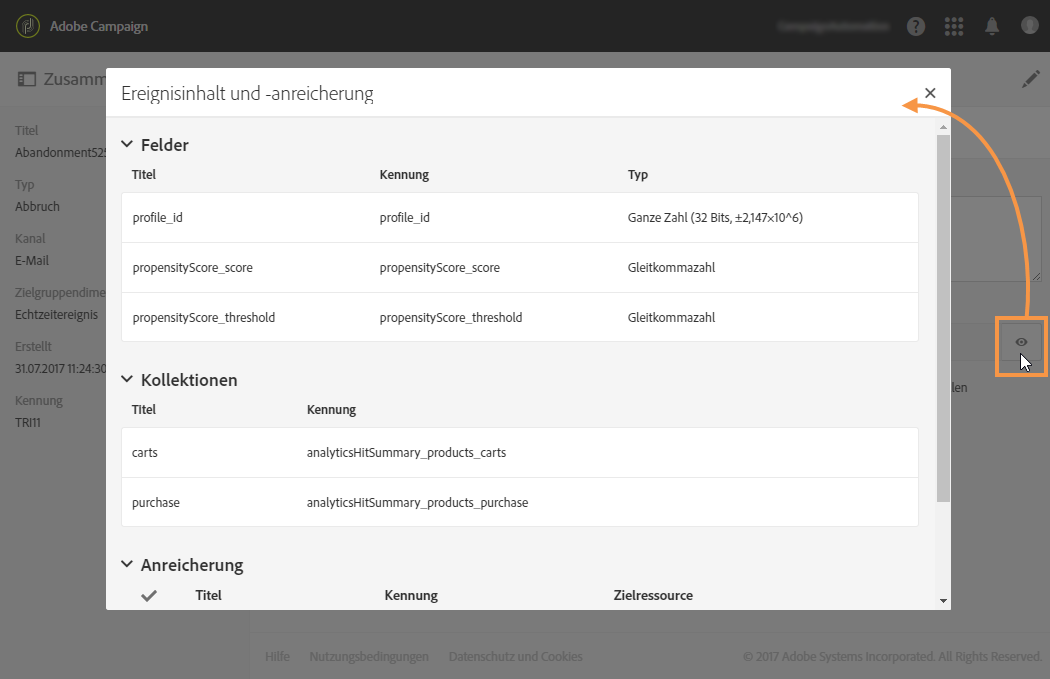 Adobe Campaign
Zusamm
Titel
AbandonmentS25
Typ
Abbruch
Kanal
E-Mail
Zielgruppendime
Echtzeitereignis
Erstellt
31.07.2017 11:24:30
Kennung
TRI11
Ereignisinhalt und -anreicherung
Felder
Titel Kennung Typ
profile_id profile_id Ganze Zahl (32 Bits, ±2,147×10^6)
propensityScore_score propensityScore_score Gleitkommazahl
propensityScore_threshold propensityScore_threshold Gleitkommazahl
Kollektionen
Titel Kennung
carts analyticsHitSummary_products_carts
purchase analyticsHitSummary_products_purchase
Anreicherung
Titel Kennung Zielressource
len
Hilfe Nutzungsbedingungen Datenschutz und Cookies © 2017 Adobe Systems Incorporated. All Rights Reserved.